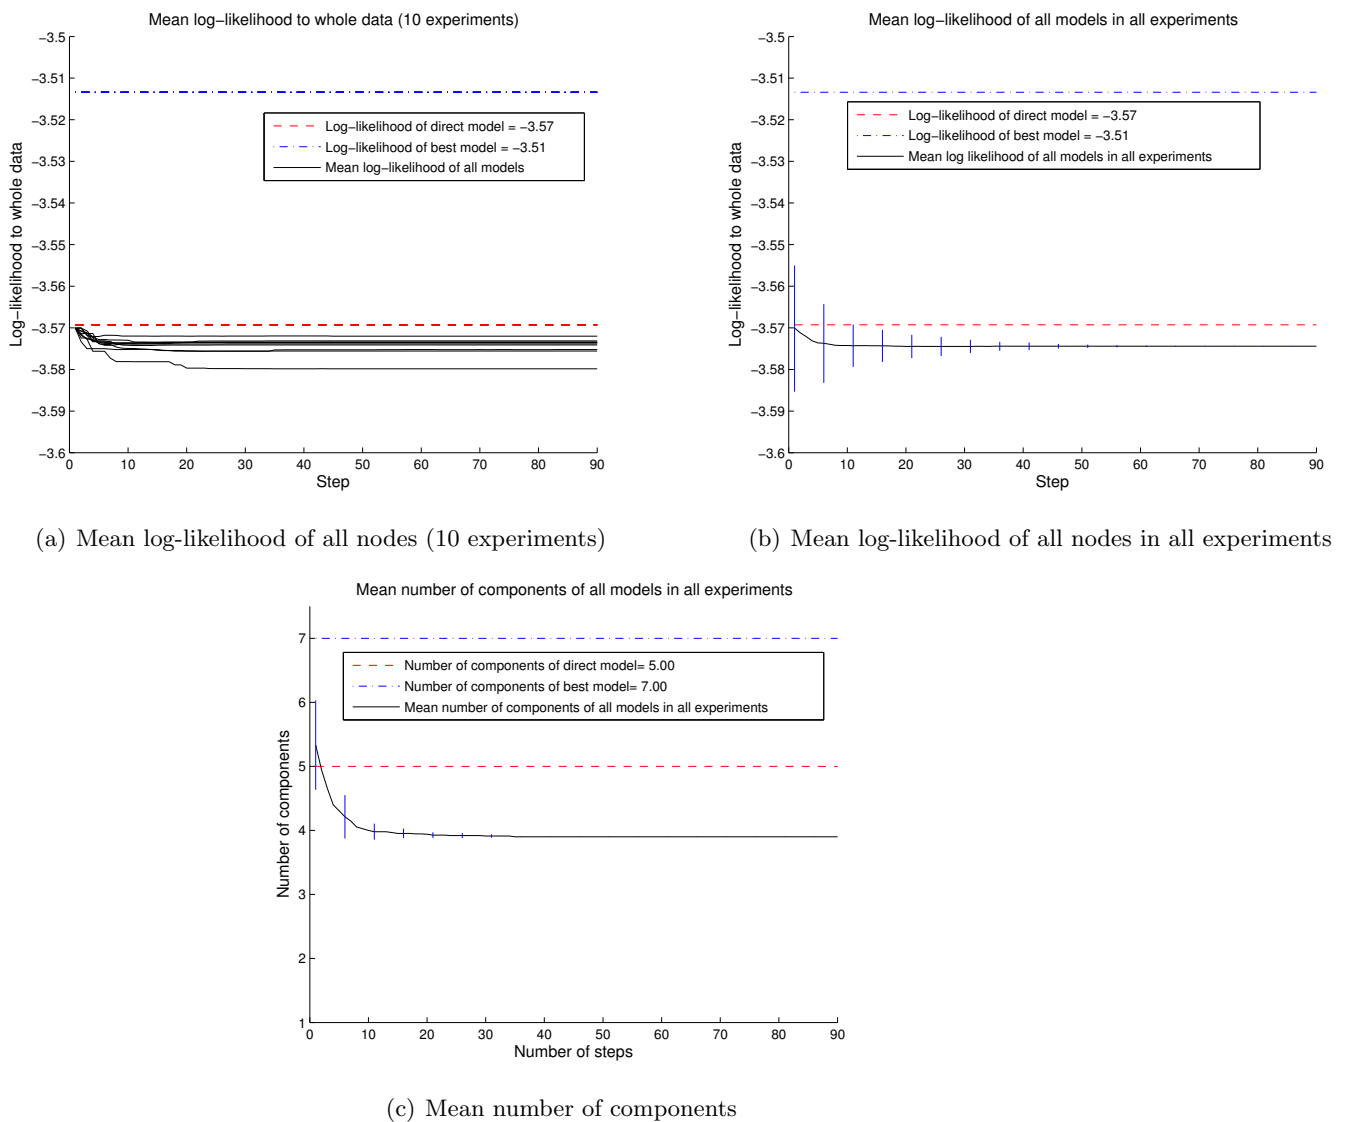 Mean log−likelihood to whole data (10 experiments)
Log−likelihood to whole data
−3.5
−3.51
−3.52
−3.53
−3.54
−3.55
−3.56
−3.57
−3.58
−3.59
−3.6
Log−likelihood of direct model = −3.57
Log−likelihood of best model = −3.51
Mean log−likelihood of all models
0 10 20 30 40 50 60 70 80 90
Step
(a) Mean log-likelihood of all nodes (10 experiments)
Mean log−likelihood of all models in all experiments
Log−likelihood to whole data
−3.5
−3.51
−3.52
−3.53
−3.54
−3.55
−3.56
−3.57
−3.58
−3.59
−3.6
Log−likelihood of direct model = −3.57
Log−likelihood of best model = −3.51
Mean log likelihood of all models in all experiments
0 10 20 30 40 50 60 70 80 90
Step
(b) Mean log-likelihood of all nodes in all experiments
Mean number of components of all models in all experiments
Number of components
7
6
5
4
3
2
1
Number of components of direct model= 5.00
Number of components of best model= 7.00
Mean number of components of all models in all experiments
0 10 20 30 40 50 60 70 80 90
Number of steps
(c) Mean number of components